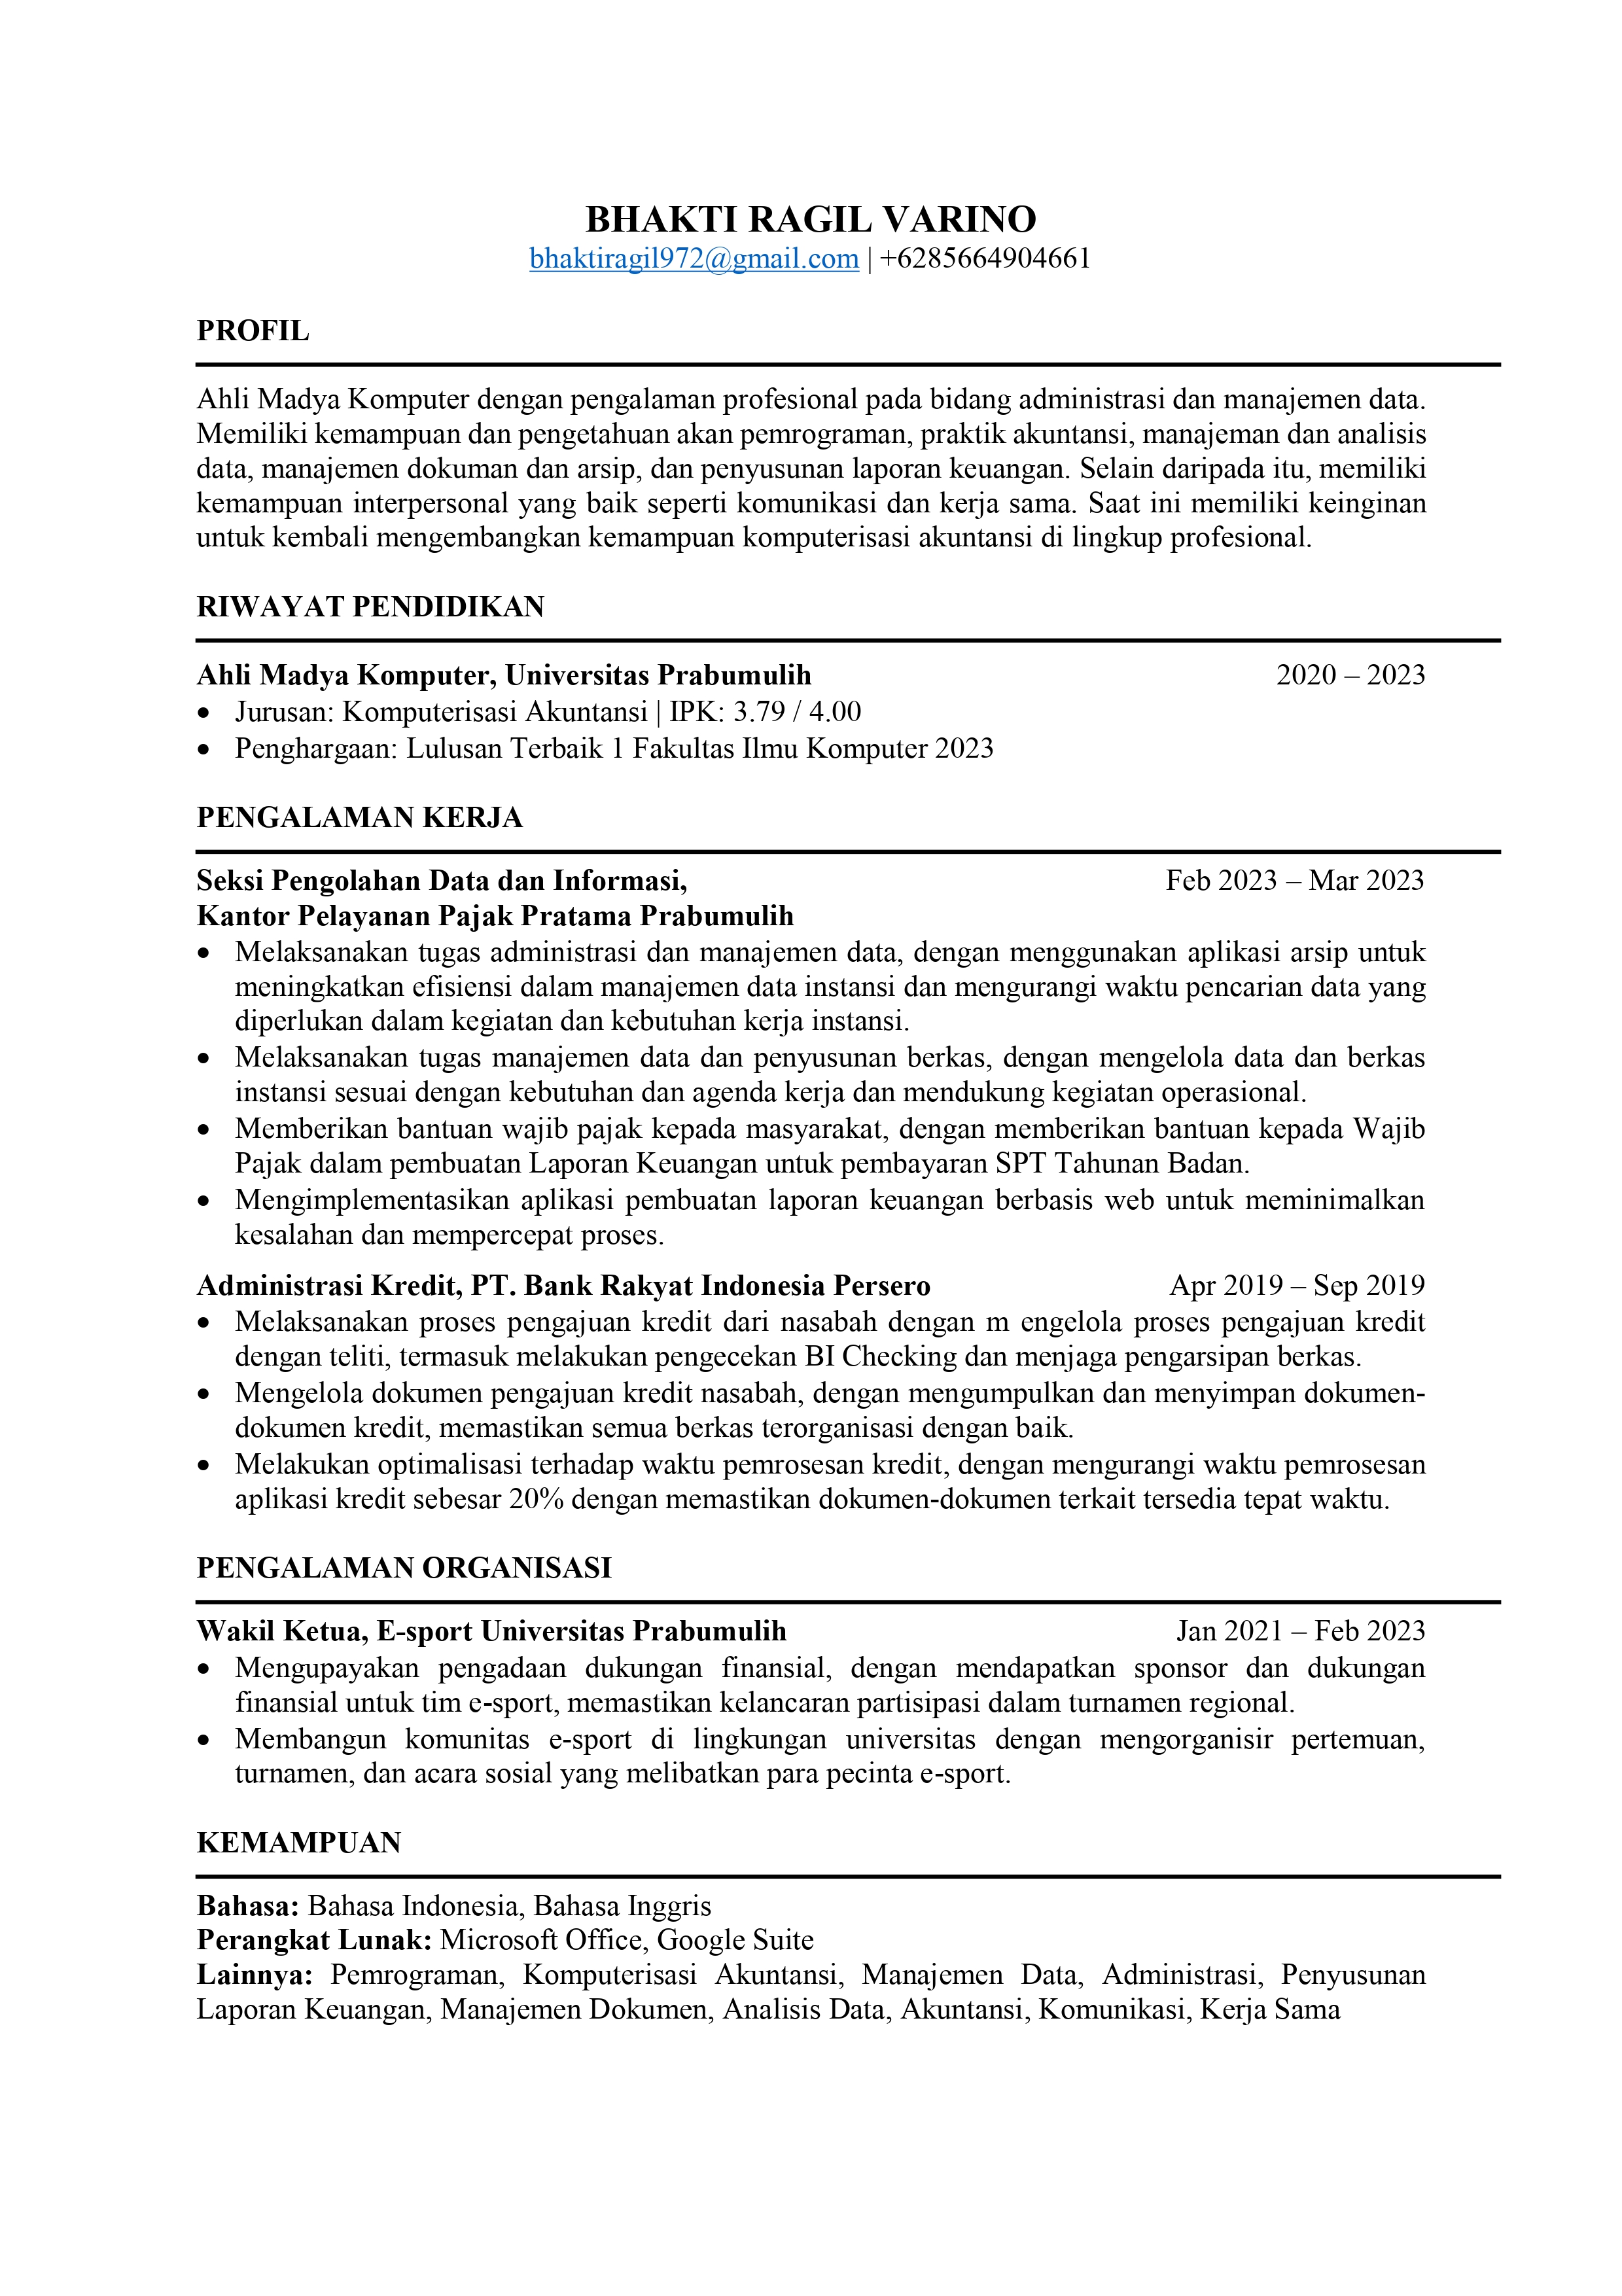 BHAKTI RAGIL VARINO
bhaktiragil972@gmail.com | +6285664904661
PROFIL
Ahli Madya Komputer dengan pengalaman profesional pada bidang administrasi dan manajemen data.
Memiliki kemampuan dan pengetahuan akan pemrograman, praktik akuntansi, manajeman dan analisis
data, manajemen dokuman dan arsip, dan penyusunan laporan keuangan. Selain daripada itu, memiliki
kemampuan interpersonal yang baik seperti komunikasi dan kerja sama. Saat ini memiliki keinginan
untuk kembali mengembangkan kemampuan komputerisasi akuntansi di lingkup profesional.
RIWAYAT PENDIDIKAN
Ahli Madya Komputer, Universitas Prabumulih 2020 – 2023
• Jurusan: Komputerisasi Akuntansi | IPK: 3.79 / 4.00
• Penghargaan: Lulusan Terbaik 1 Fakultas Ilmu Komputer 2023
PENGALAMAN KERJA
Seksi Pengolahan Data dan Informasi, Feb 2023 – Mar 2023
Kantor Pelayanan Pajak Pratama Prabumulih
• Melaksanakan tugas administrasi dan manajemen data, dengan menggunakan aplikasi arsip untuk
meningkatkan efisiensi dalam manajemen data instansi dan mengurangi waktu pencarian data yang
diperlukan dalam kegiatan dan kebutuhan kerja instansi.
• Melaksanakan tugas manajemen data dan penyusunan berkas, dengan mengelola data dan berkas
instansi sesuai dengan kebutuhan dan agenda kerja dan mendukung kegiatan operasional.
• Memberikan bantuan wajib pajak kepada masyarakat, dengan memberikan bantuan kepada Wajib
Pajak dalam pembuatan Laporan Keuangan untuk pembayaran SPT Tahunan Badan.
• Mengimplementasikan aplikasi pembuatan laporan keuangan berbasis web untuk meminimalkan
kesalahan dan mempercepat proses.
Administrasi Kredit, PT. Bank Rakyat Indonesia Persero Apr 2019 – Sep 2019
• Melaksanakan proses pengajuan kredit dari nasabah dengan m engelola proses pengajuan kredit
dengan teliti, termasuk melakukan pengecekan BI Checking dan menjaga pengarsipan berkas.
• Mengelola dokumen pengajuan kredit nasabah, dengan mengumpulkan dan menyimpan dokumen-
dokumen kredit, memastikan semua berkas terorganisasi dengan baik.
• Melakukan optimalisasi terhadap waktu pemrosesan kredit, dengan mengurangi waktu pemrosesan
aplikasi kredit sebesar 20% dengan memastikan dokumen-dokumen terkait tersedia tepat waktu.
PENGALAMAN ORGANISASI
Wakil Ketua, E-sport Universitas Prabumulih Jan 2021 – Feb 2023
• Mengupayakan pengadaan dukungan finansial, dengan mendapatkan sponsor dan dukungan
finansial untuk tim e-sport, memastikan kelancaran partisipasi dalam turnamen regional.
• Membangun komunitas e-sport di lingkungan universitas dengan mengorganisir pertemuan,
turnamen, dan acara sosial yang melibatkan para pecinta e-sport.
KEMAMPUAN
Bahasa: Bahasa Indonesia, Bahasa Inggris
Perangkat Lunak: Microsoft Office, Google Suite
Lainnya: Pemrograman, Komputerisasi Akuntansi, Manajemen Data, Administrasi, Penyusunan
Laporan Keuangan, Manajemen Dokumen, Analisis Data, Akuntansi, Komunikasi, Kerja Sama